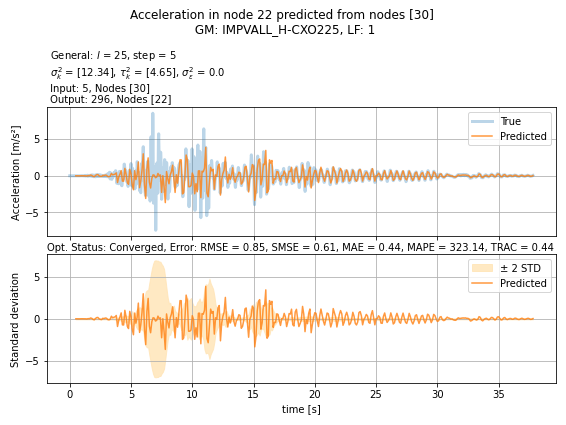 Acceleration in node 22 predicted from nodes [30]
GM: IMPVALL_H-CXO225, LF: 1
General: l = 25, step = 5
σ²ₖ = [12.34], τ²ₖ = [4.65], σ²ε = 0.0
Input: 5, Nodes [30]
Output: 296, Nodes [22]
Acceleration [m/s²]
5
0
−5
True
Predicted
Opt. Status: Converged, Error: RMSE = 0.85, SMSE = 0.61, MAE = 0.44, MAPE = 323.14, TRAC = 0.44
Standard deviation
5
0
−5
± 2 STD
Predicted
0 5 10 15 20 25 30 35
time [s]